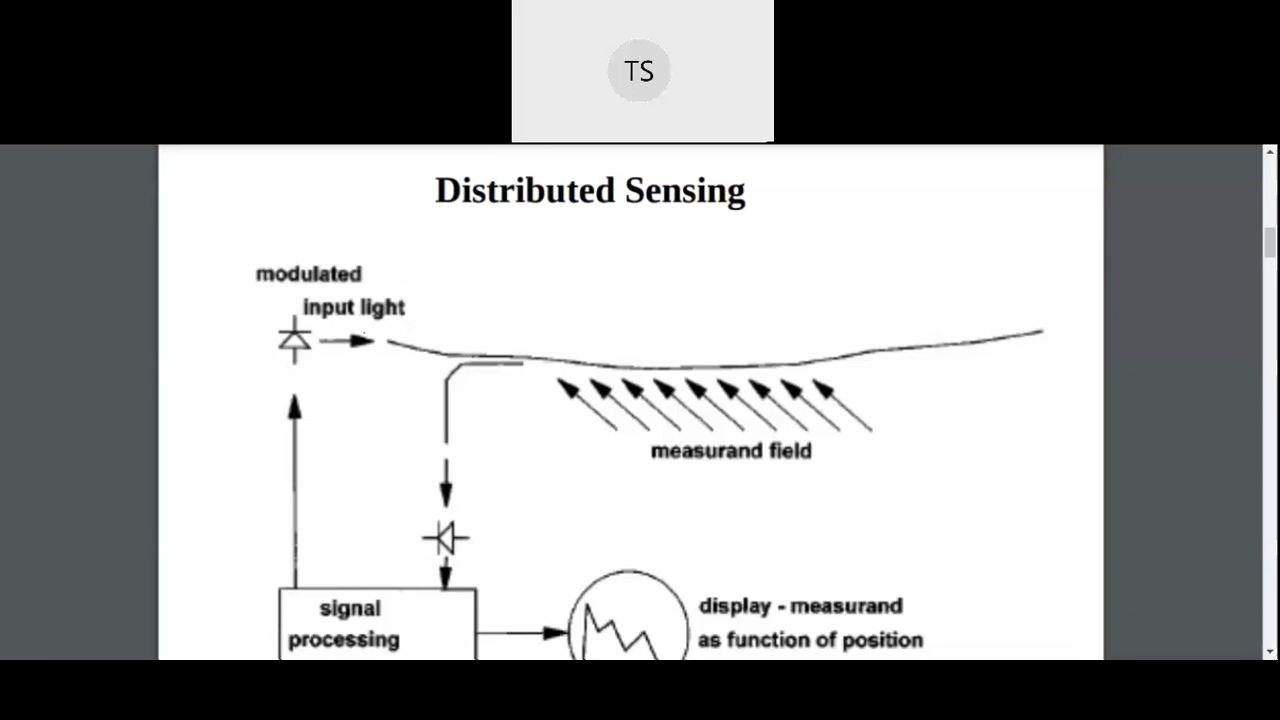 TS
Distributed Sensing
modulated
input light
measurand field
signal
processing
display - measurand
as function of position